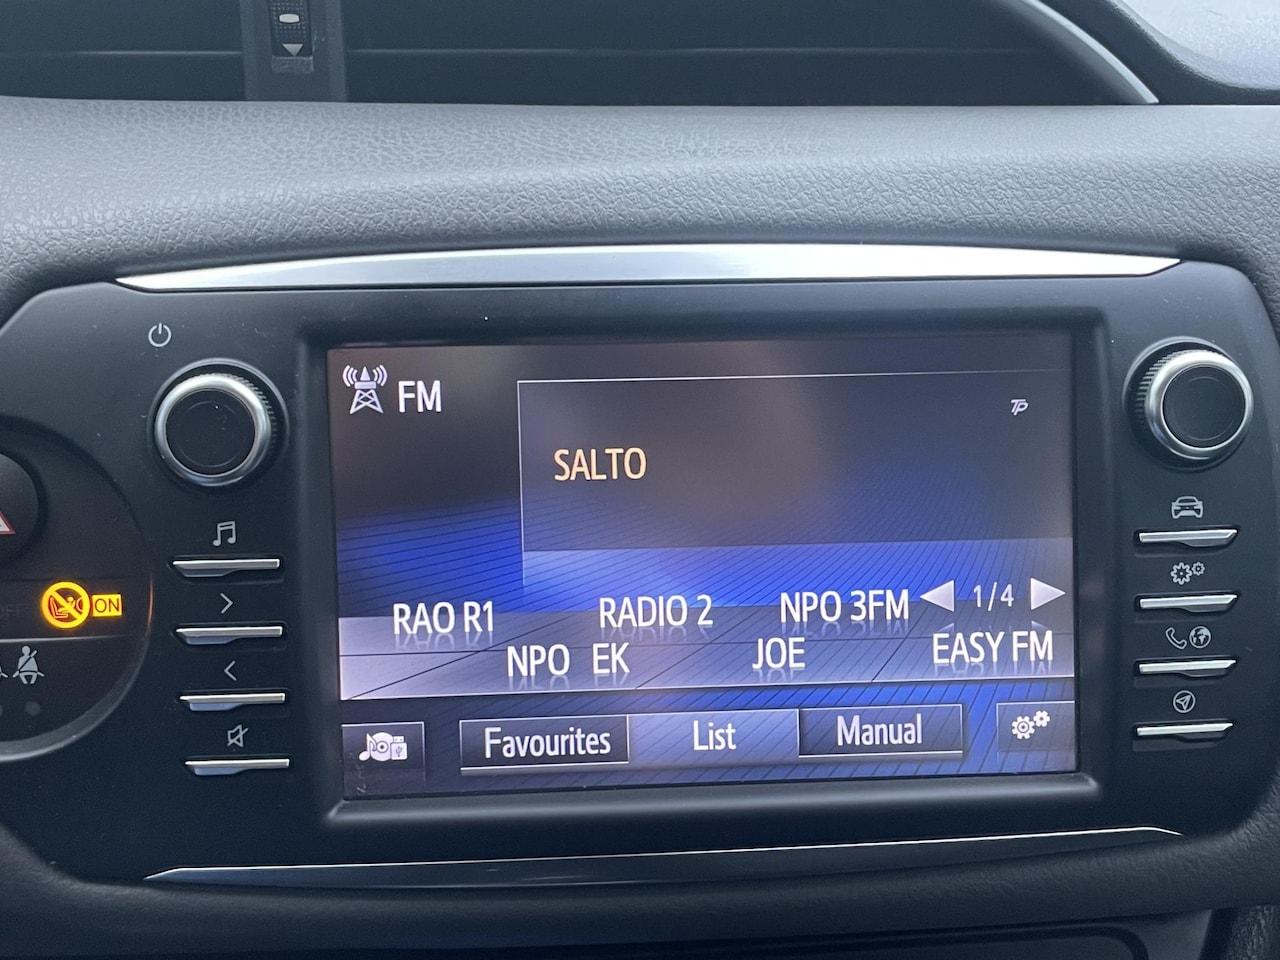 FM
TP
SALTO
RAO R1 RADIO 2 NPO 3FM 1/4
NPO EK JOE EASY FM
Favourites List Manual
OFF ON